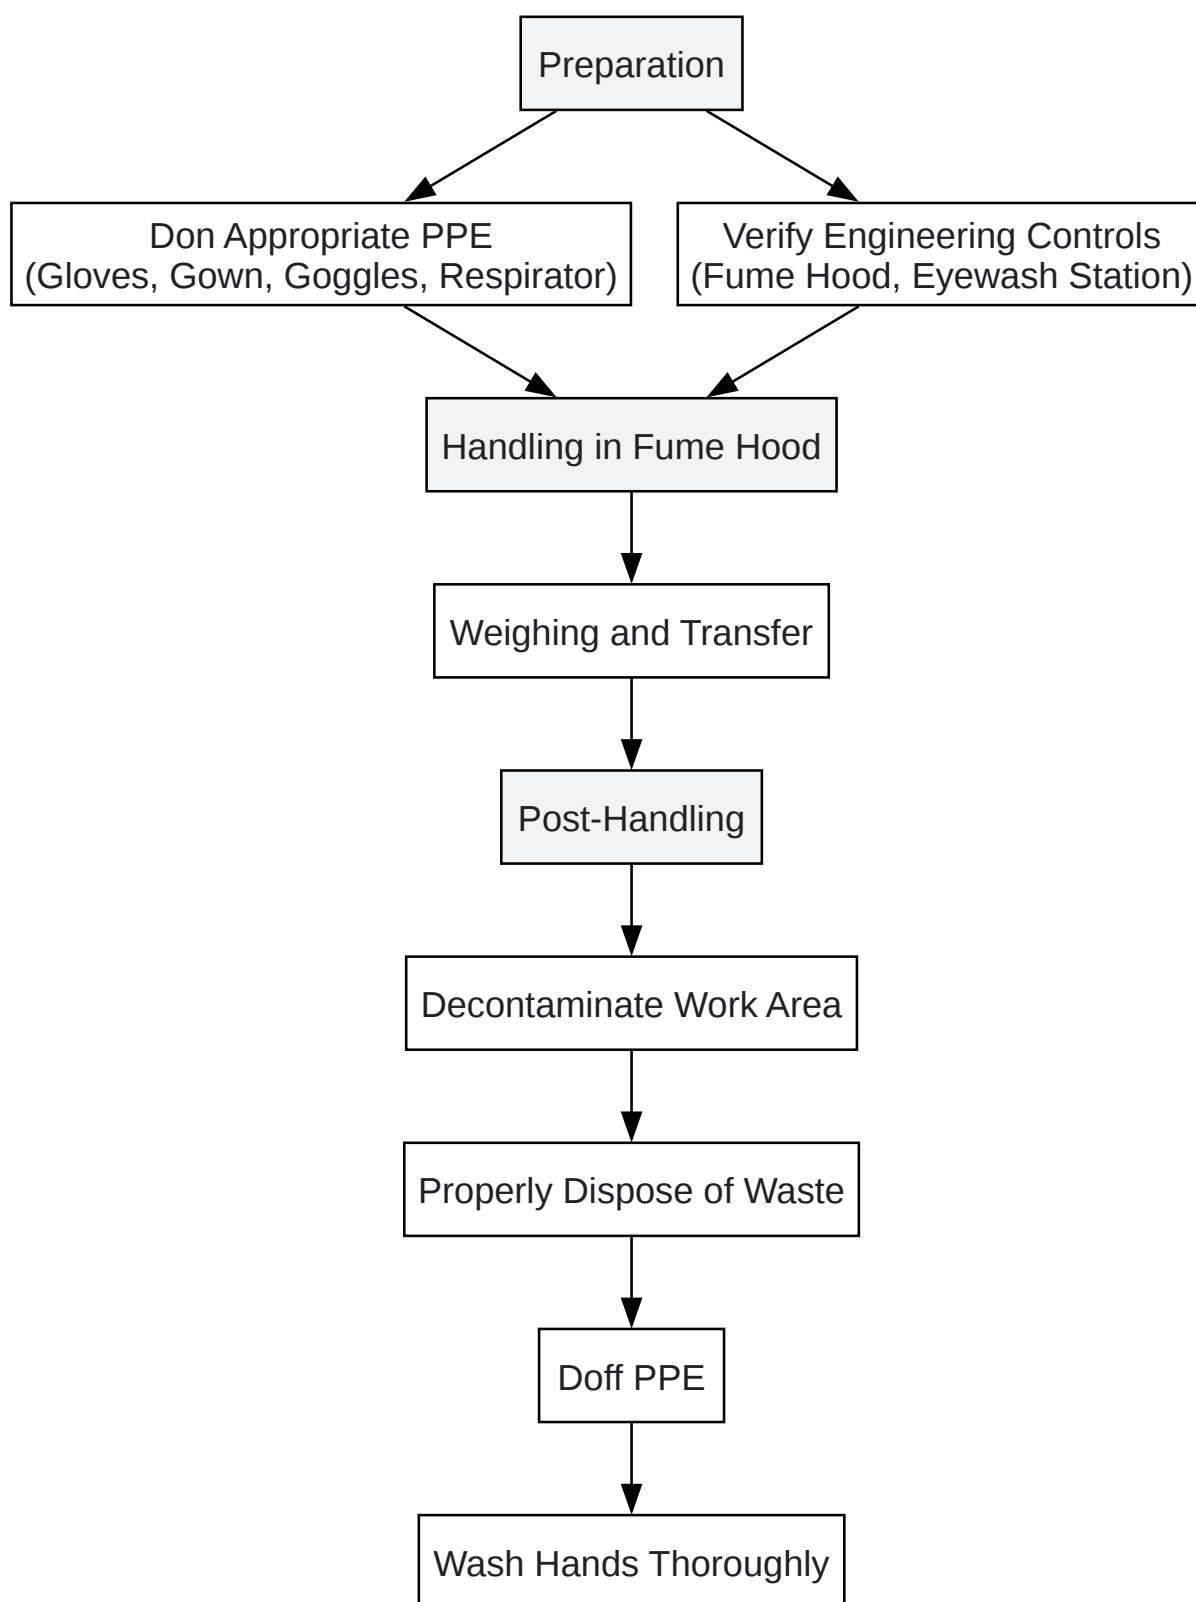 Preparation
Don Appropriate PPE
(Gloves, Gown, Goggles, Respirator)
Verify Engineering Controls
(Fume Hood, Eyewash Station)
Handling in Fume Hood
Weighing and Transfer
Post-Handling
Decontaminate Work Area
Properly Dispose of Waste
Doff PPE
Wash Hands Thoroughly